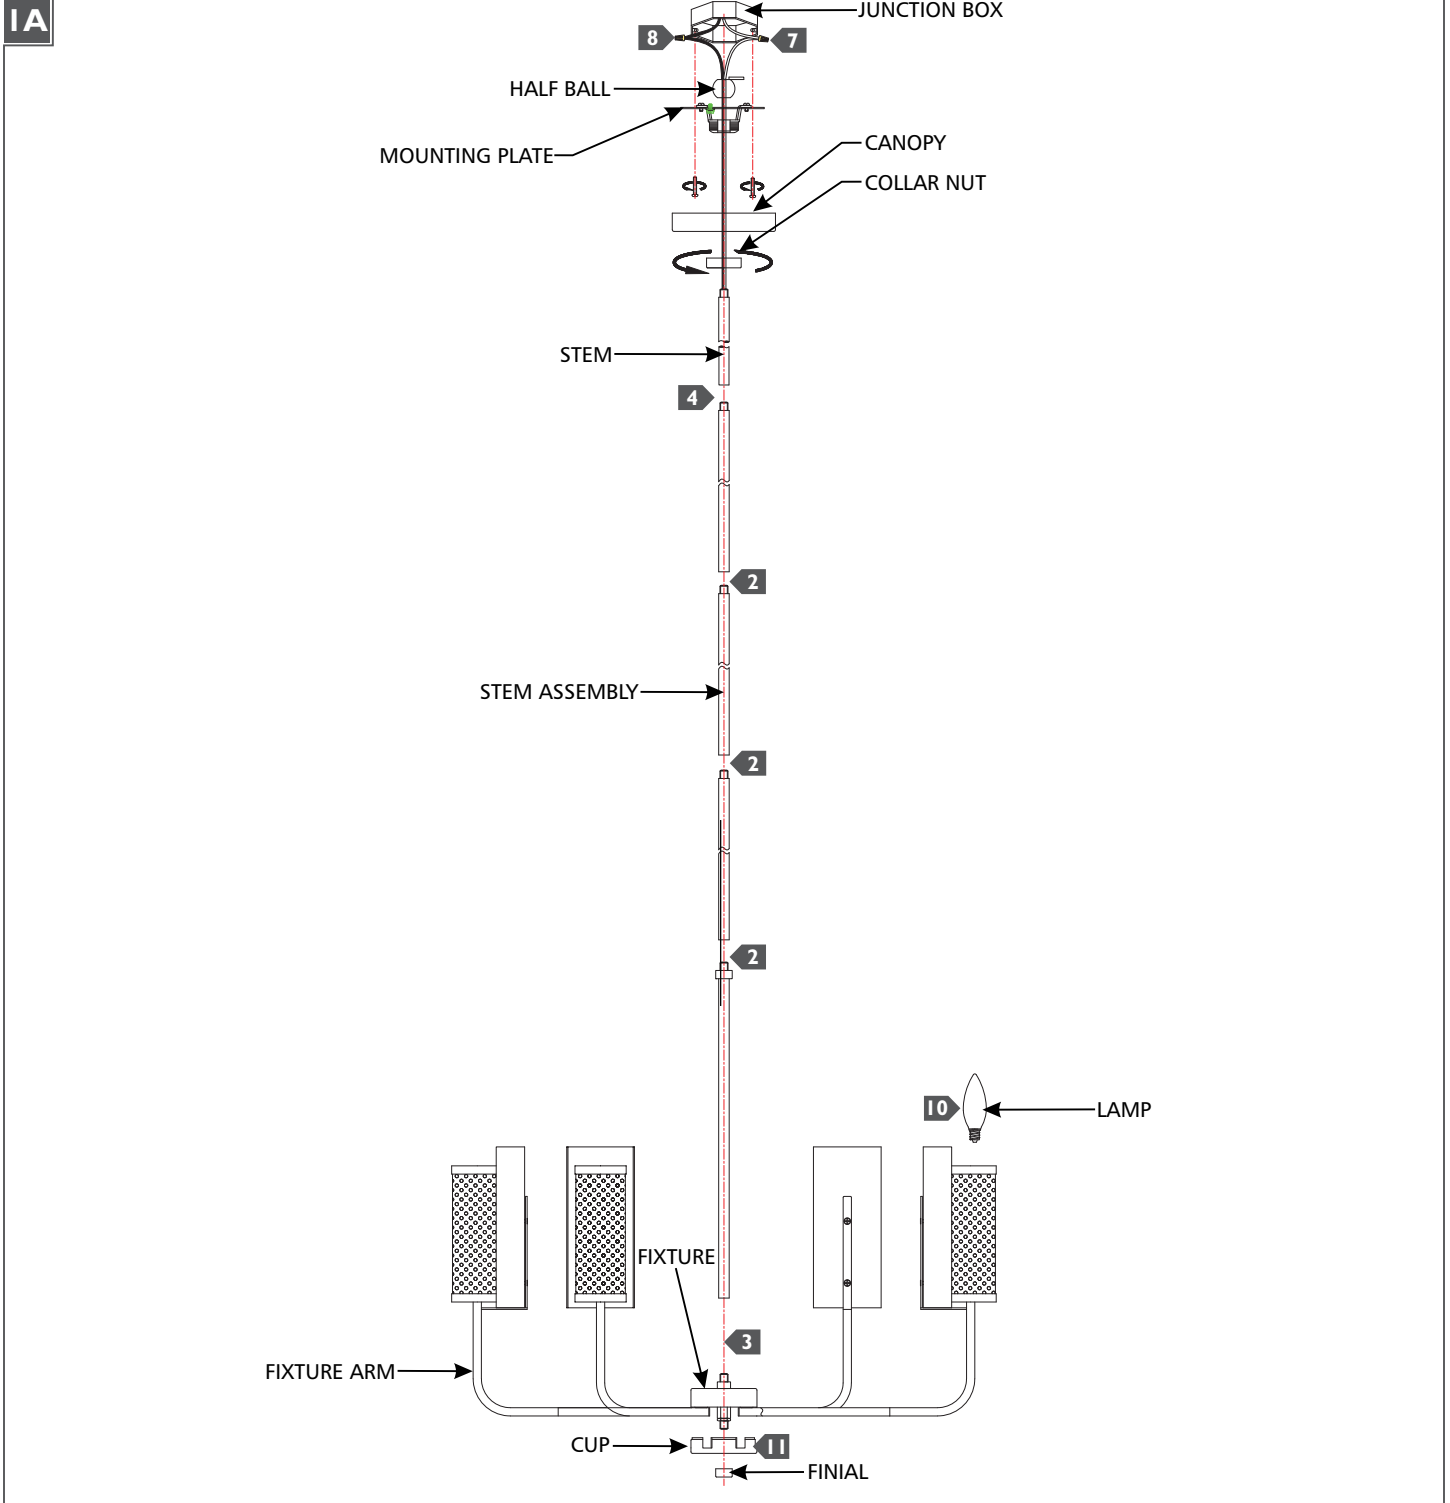 1A
JUNCTION BOX
8
7
HALF BALL
MOUNTING PLATE
CANOPY
COLLAR NUT
STEM
4
2
STEM ASSEMBLY
2
2
10
LAMP
FIXTURE
3
FIXTURE ARM
CUP
11
FINIAL